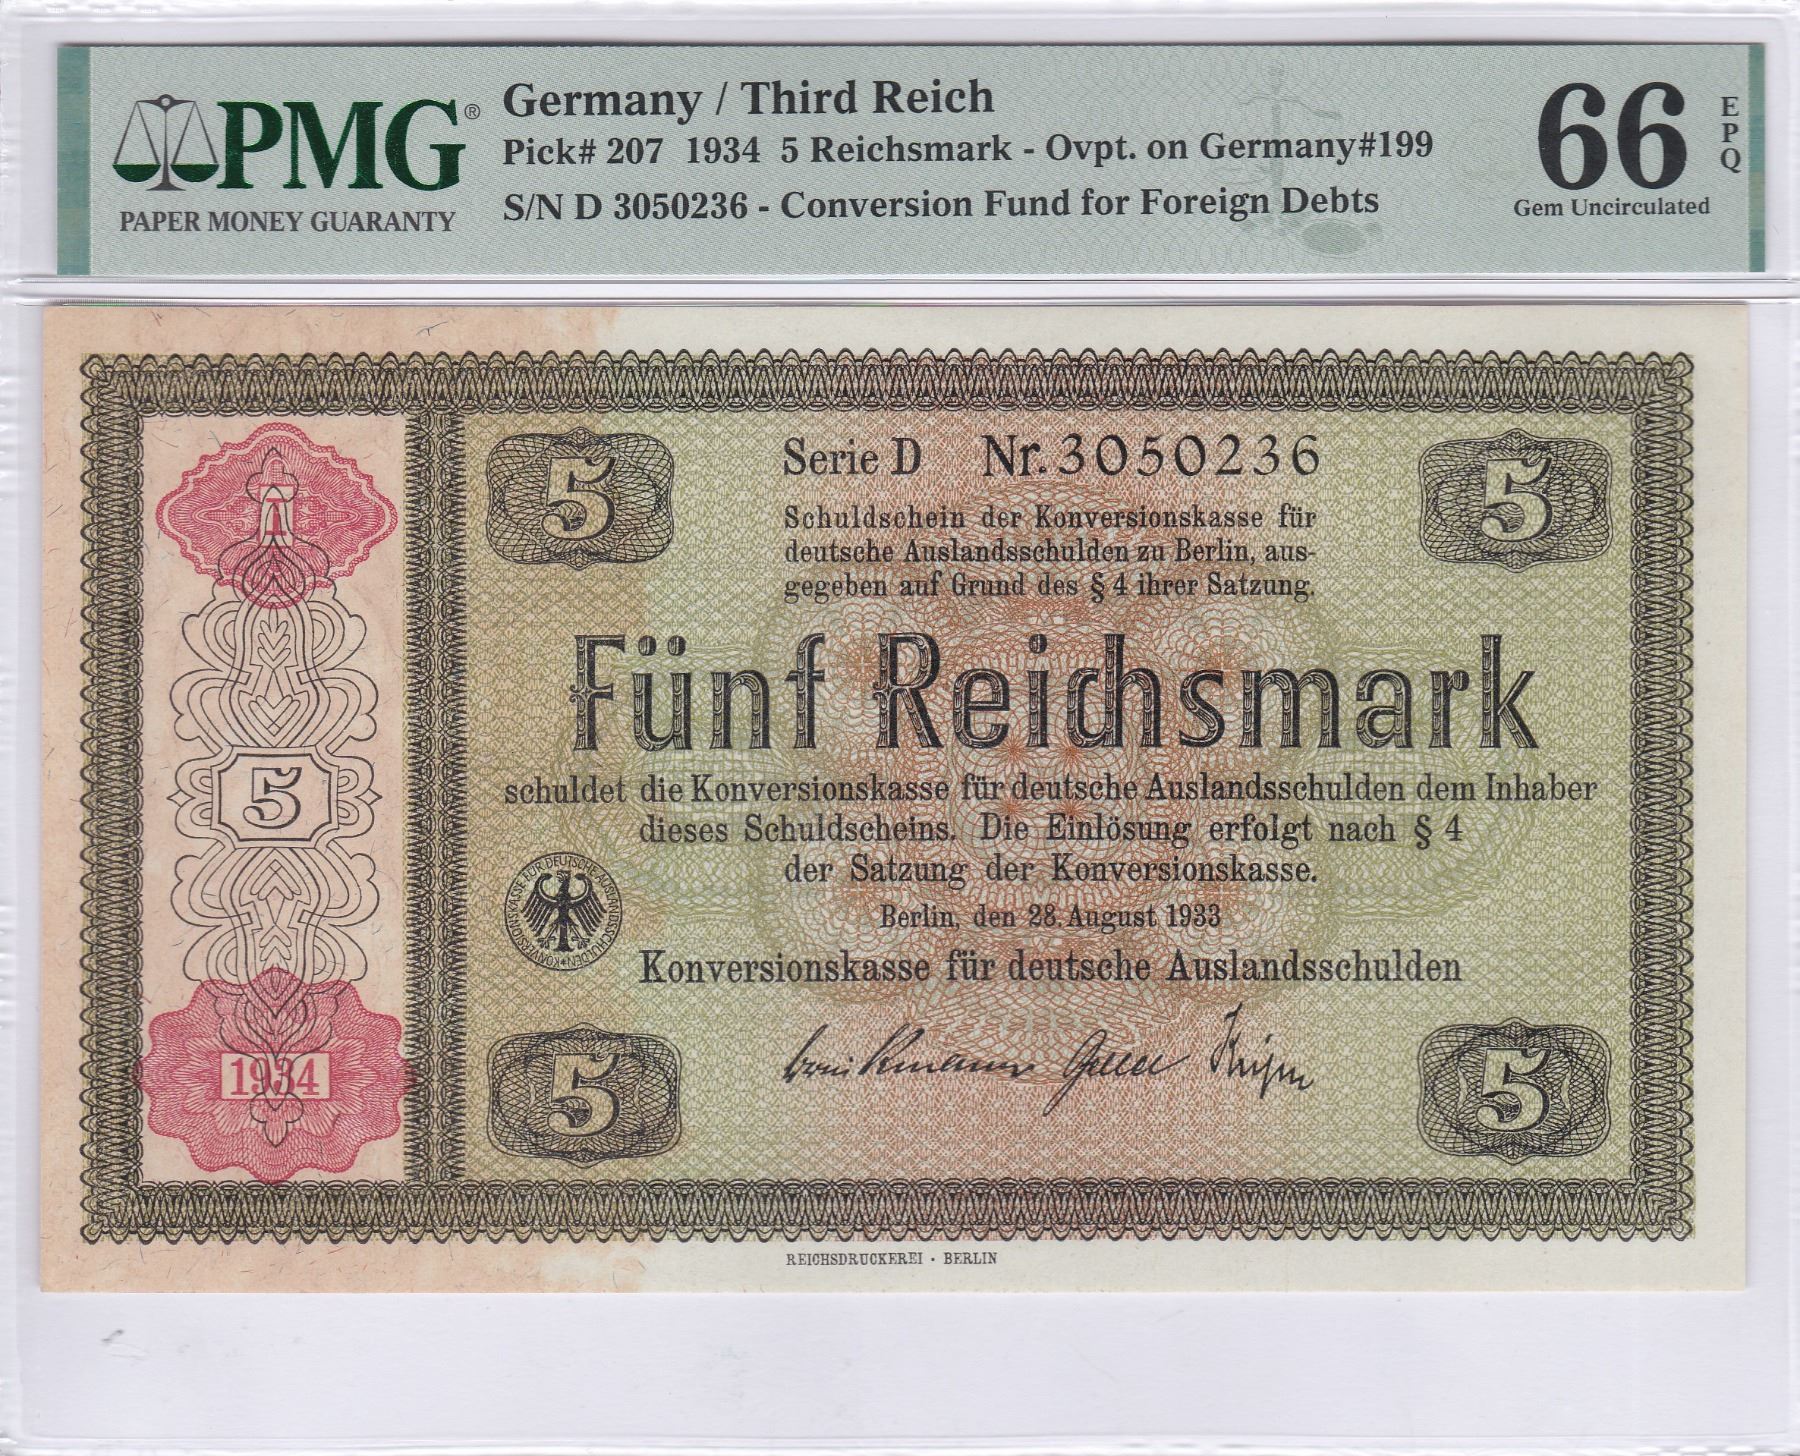 PMG®
PAPER MONEY GUARANTY
Germany / Third Reich
Pick# 207 1934 5 Reichsmark - Ovpt. on Germany#199
S/N D 3050236 - Conversion Fund for Foreign Debts
66 EPQ
Gem Uncirculated
5
Serie D Nr. 3050236
5
Schuldschein der Konversionskasse für
deutsche Auslandsschulden zu Berlin, aus-
gegeben auf Grund des § 4 ihrer Satzung.
Fünf Reichsmark
schuldet die Konversionskasse für deutsche Auslandsschulden dem Inhaber
dieses Schuldscheins. Die Einlösung erfolgt nach § 4
der Satzung der Konversionskasse.
Berlin, den 28. August 1933
Konversionskasse für deutsche Auslandsschulden
KONVERSIONSKASSE FÜR DEUTSCHE AUSLANDSSCHULDEN
5
1934
5
5
REICHSDRUCKEREI · BERLIN